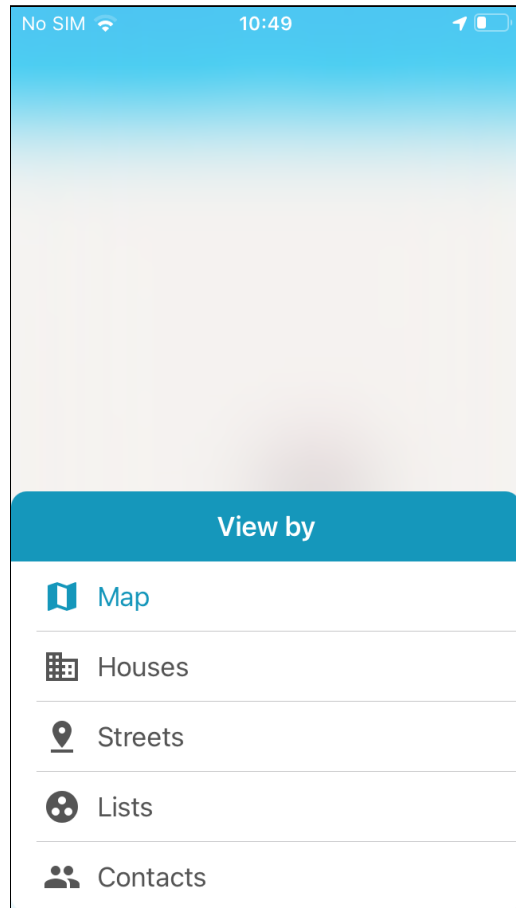 No SIM 10:49
View by
Map
Houses
Streets
Lists
Contacts